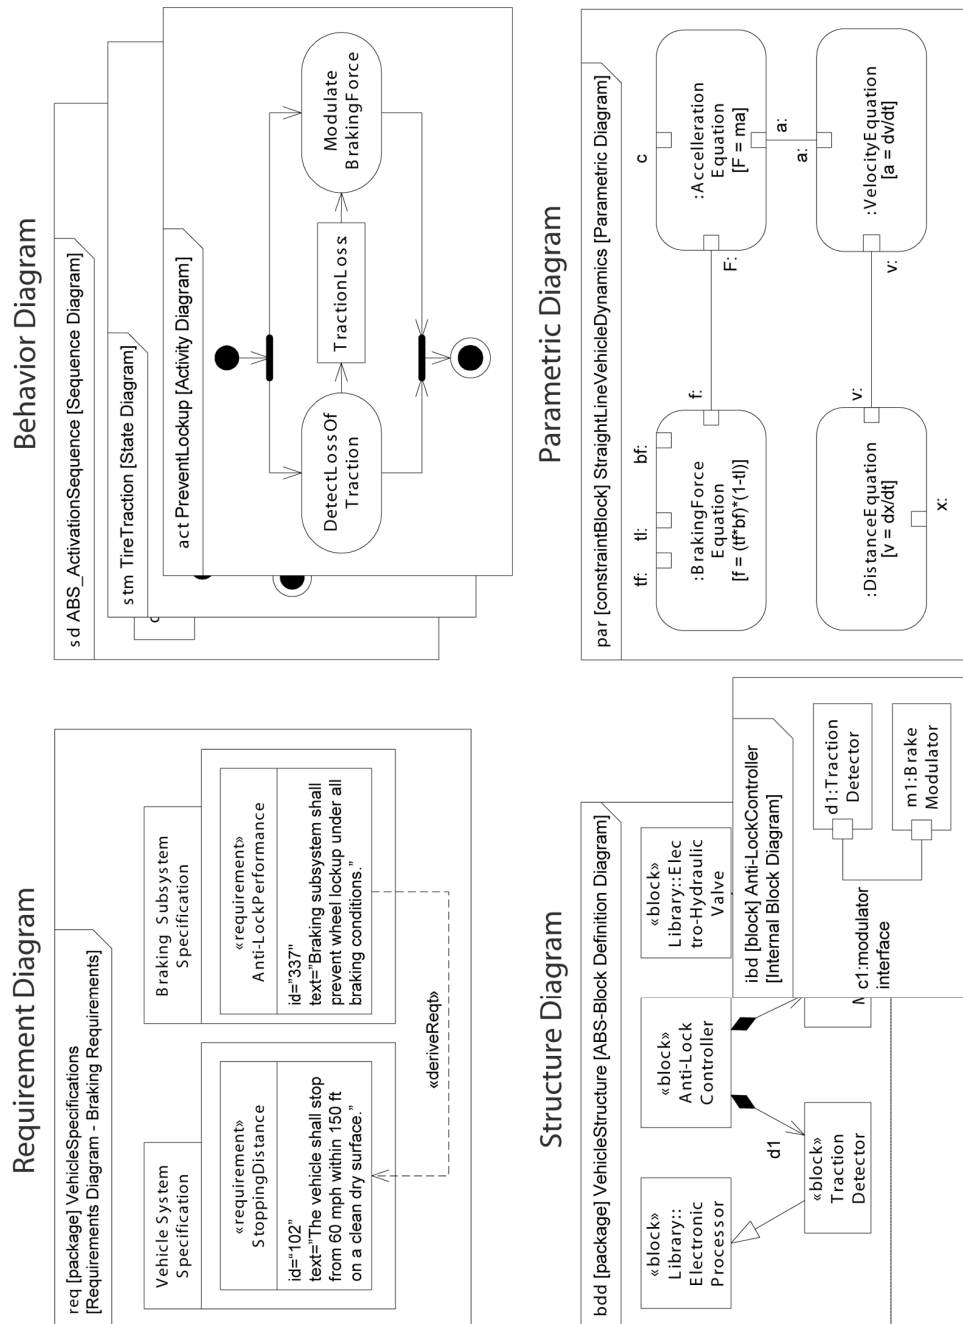 Requirement Diagram
req [package] VehicleSpecifications
[Requirements Diagram - Braking Requirements]
Vehicle System
Specification
«requirement»
StoppingDistance
id=“102”
text=”The vehicle shall stop
from 60 mph within 150 ft
on a clean dry surface.”
Braking Subsystem
Specification
«requirement»
Anti-LockPerformance
id=”337"
text=”Braking subsystem shall
prevent wheel lockup under all
braking conditions.”
«deriveReqt»
Behavior Diagram
sd ABS_ActivationSequence [Sequence Diagram]
stm TireTraction [State Diagram]
act PreventLockup [Activity Diagram]
DetectLossOf
Traction
TractionLoss:
Modulate
BrakingForce
Structure Diagram
bdd [package] VehicleStructure [ABS-Block Definition Diagram]
«block»
Library::
Electronic
Processor
«block»
Anti-Lock
Controller
«block»
Library::Elec
tro-Hydraulic
Valve
d1
«block»
Traction
Detector
ibd [block] Anti-LockController
[Internal Block Diagram]
d1:Traction
Detector
c1:modulator
interface
m1:Brake
Modulator
Parametric Diagram
par [constraintBlock] StraightLineVehicleDynamics [Parametric Diagram]
tf:
tl:
bf:
c
:BrakingForce
Equation
[f = (tf*bf)*(1-tl)]
f:
F:
:Accelleration
Equation
[F = ma]
a:
a:
:DistanceEquation
[v = dx/dt]
v:
v:
:VelocityEquation
[a = dv/dt]
x: